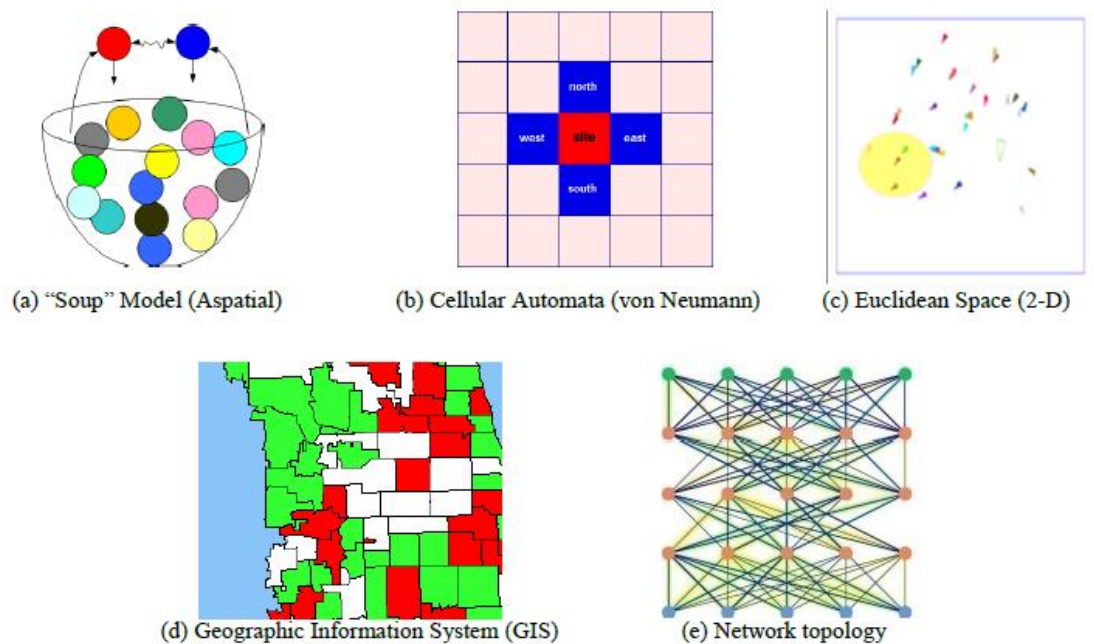 north
west site east
south
(a) “Soup” Model (Aspatial)
(b) Cellular Automata (von Neumann)
(c) Euclidean Space (2-D)
(d) Geographic Information System (GIS)
(e) Network topology